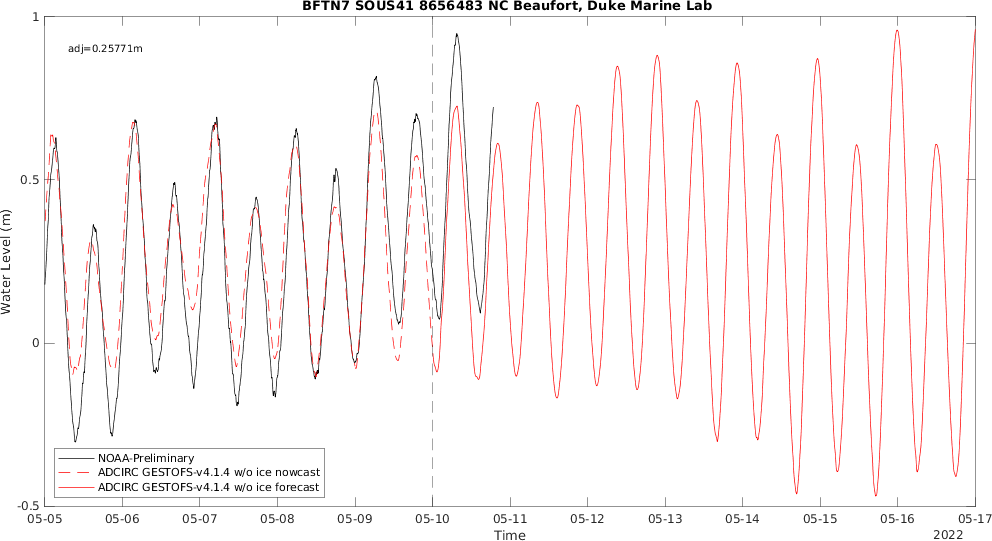 BFTN7 SOUS41 8656483 NC Beaufort, Duke Marine Lab
adj=0.25771m
1
0.5
0
-0.5
Water Level (m)
NOAA-Preliminary
ADCIRC GESTOFS-v4.1.4 w/o ice nowcast
ADCIRC GESTOFS-v4.1.4 w/o ice forecast
05-05 05-06 05-07 05-08 05-09 05-10 05-11 05-12 05-13 05-14 05-15 05-16 05-17
Time
2022